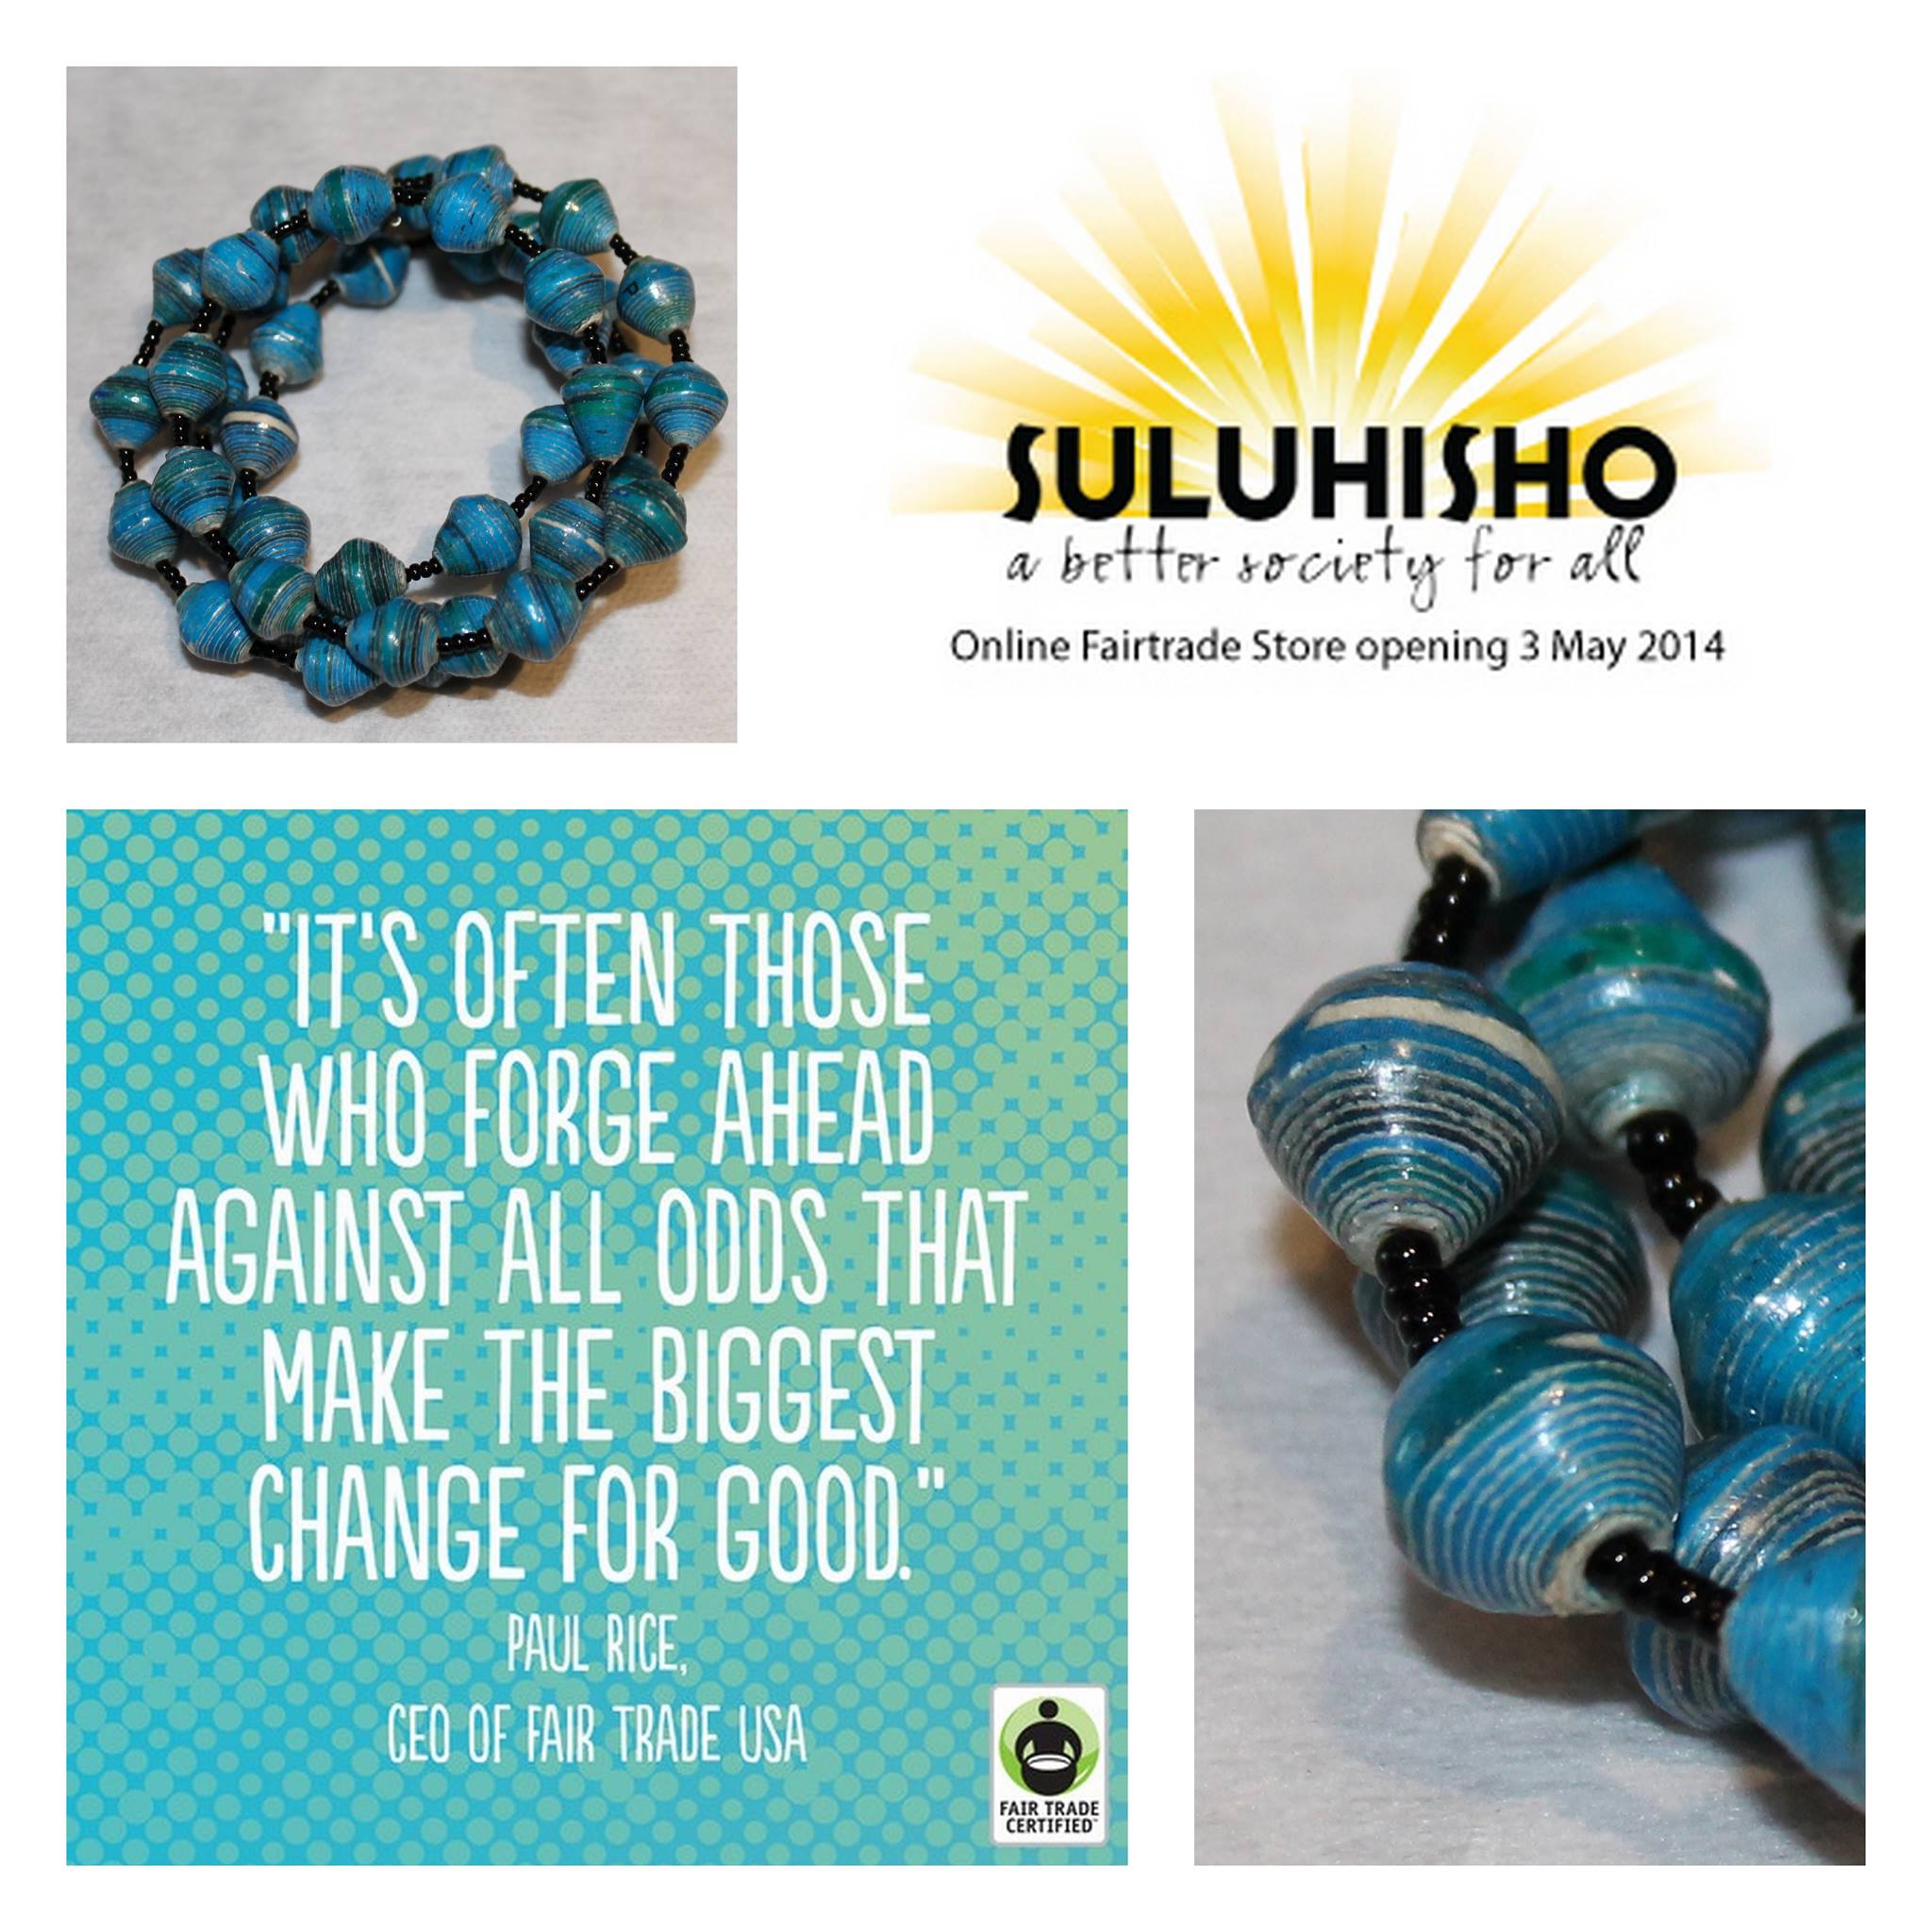 SULUHISHO
a better society for all
Online Fairtrade Store opening 3 May 2014
"IT'S OFTEN THOSE
WHO FORGE AHEAD
AGAINST ALL ODDS THAT
MAKE THE BIGGEST
CHANGE FOR GOOD."
PAUL RICE,
CEO OF FAIR TRADE USA
FAIR TRADE
CERTIFIED